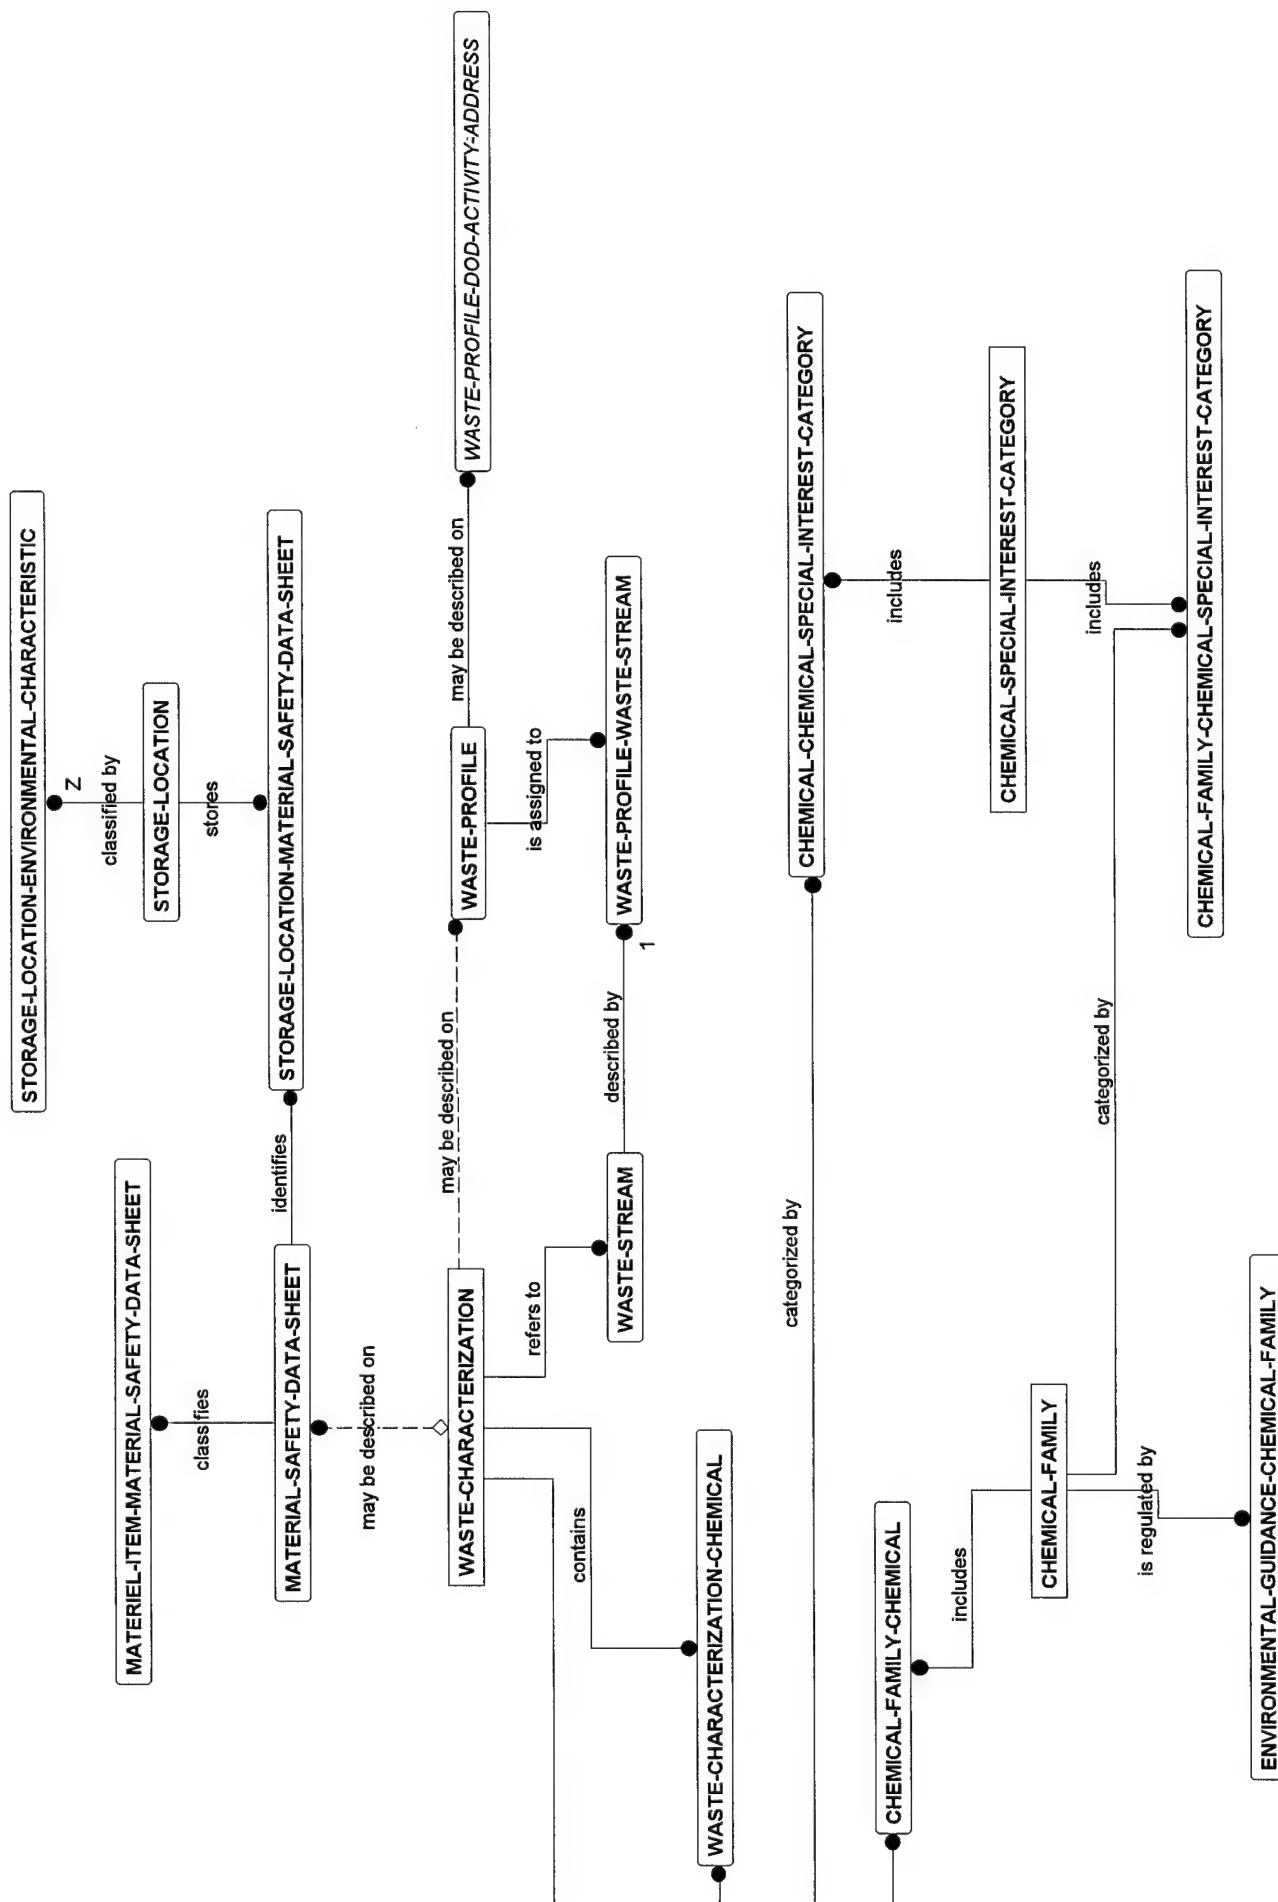 STORAGE-LOCATION-ENVIRONMENTAL-CHARACTERISTIC
Z
classified by
STORAGE-LOCATION
stores
MATERIEL-ITEM-MATERIAL-SAFETY-DATA-SHEET
classifies
MATERIAL-SAFETY-DATA-SHEET
identifies
STORAGE-LOCATION-MATERIAL-SAFETY-DATA-SHEET
may be described on
WASTE-CHARACTERIZATION
may be described on
WASTE-PROFILE
may be described on
WASTE-PROFILE-DOD-ACTIVITY-ADDRESS
refers to
is assigned to
WASTE-STREAM
described by
1
WASTE-PROFILE-WASTE-STREAM
contains
WASTE-CHARACTERIZATION-CHEMICAL
categorized by
CHEMICAL-CHEMICAL-SPECIAL-INTEREST-CATEGORY
CHEMICAL-FAMILY-CHEMICAL
includes
includes
CHEMICAL-FAMILY
CHEMICAL-SPECIAL-INTEREST-CATEGORY
categorized by
includes
is regulated by
CHEMICAL-FAMILY-CHEMICAL-SPECIAL-INTEREST-CATEGORY
ENVIRONMENTAL-GUIDANCE-CHEMICAL-FAMILY